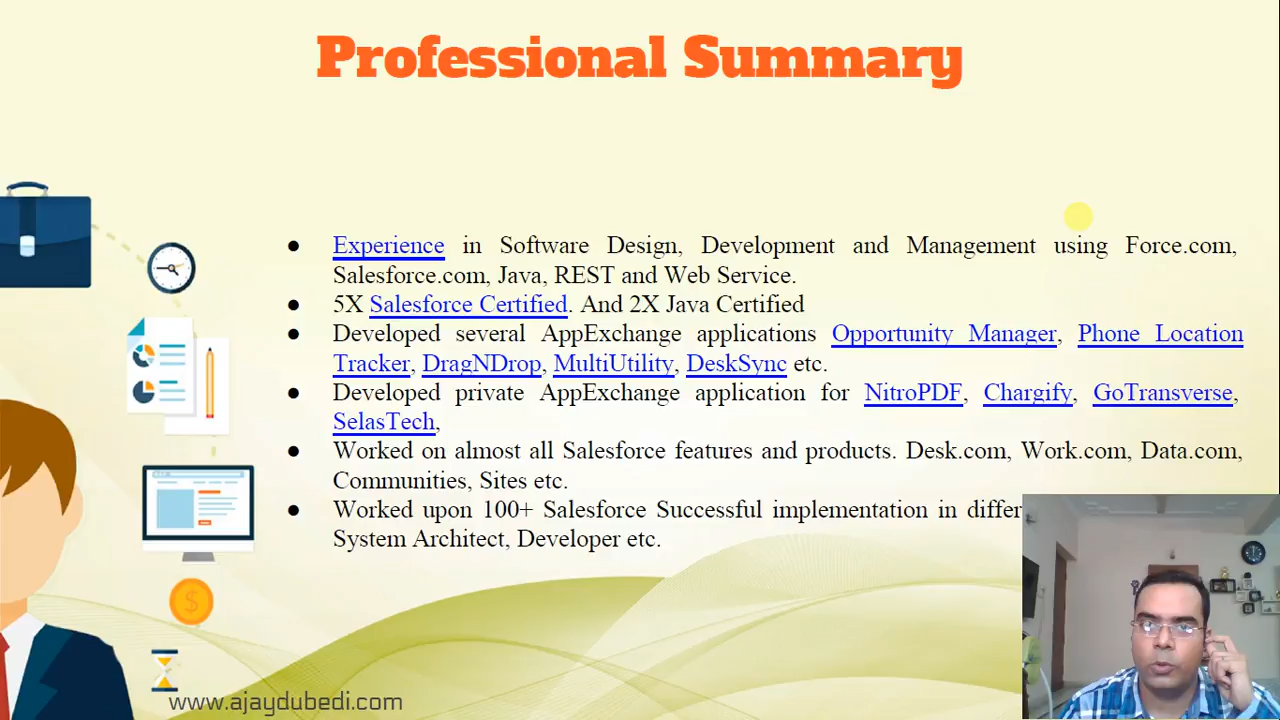 Professional Summary
● Experience in Software Design, Development and Management using Force.com,
Salesforce.com, Java, REST and Web Service.
● 5X Salesforce Certified. And 2X Java Certified
● Developed several AppExchange applications Opportunity Manager, Phone Location
Tracker, DragNDrop, MultiUtility, DeskSync etc.
● Developed private AppExchange application for NitroPDF, Chargify, GoTransverse,
SelasTech,
● Worked on almost all Salesforce features and products. Desk.com, Work.com, Data.com,
Communities, Sites etc.
● Worked upon 100+ Salesforce Successful implementation in differ
System Architect, Developer etc.
$
www.ajaydubedi.com